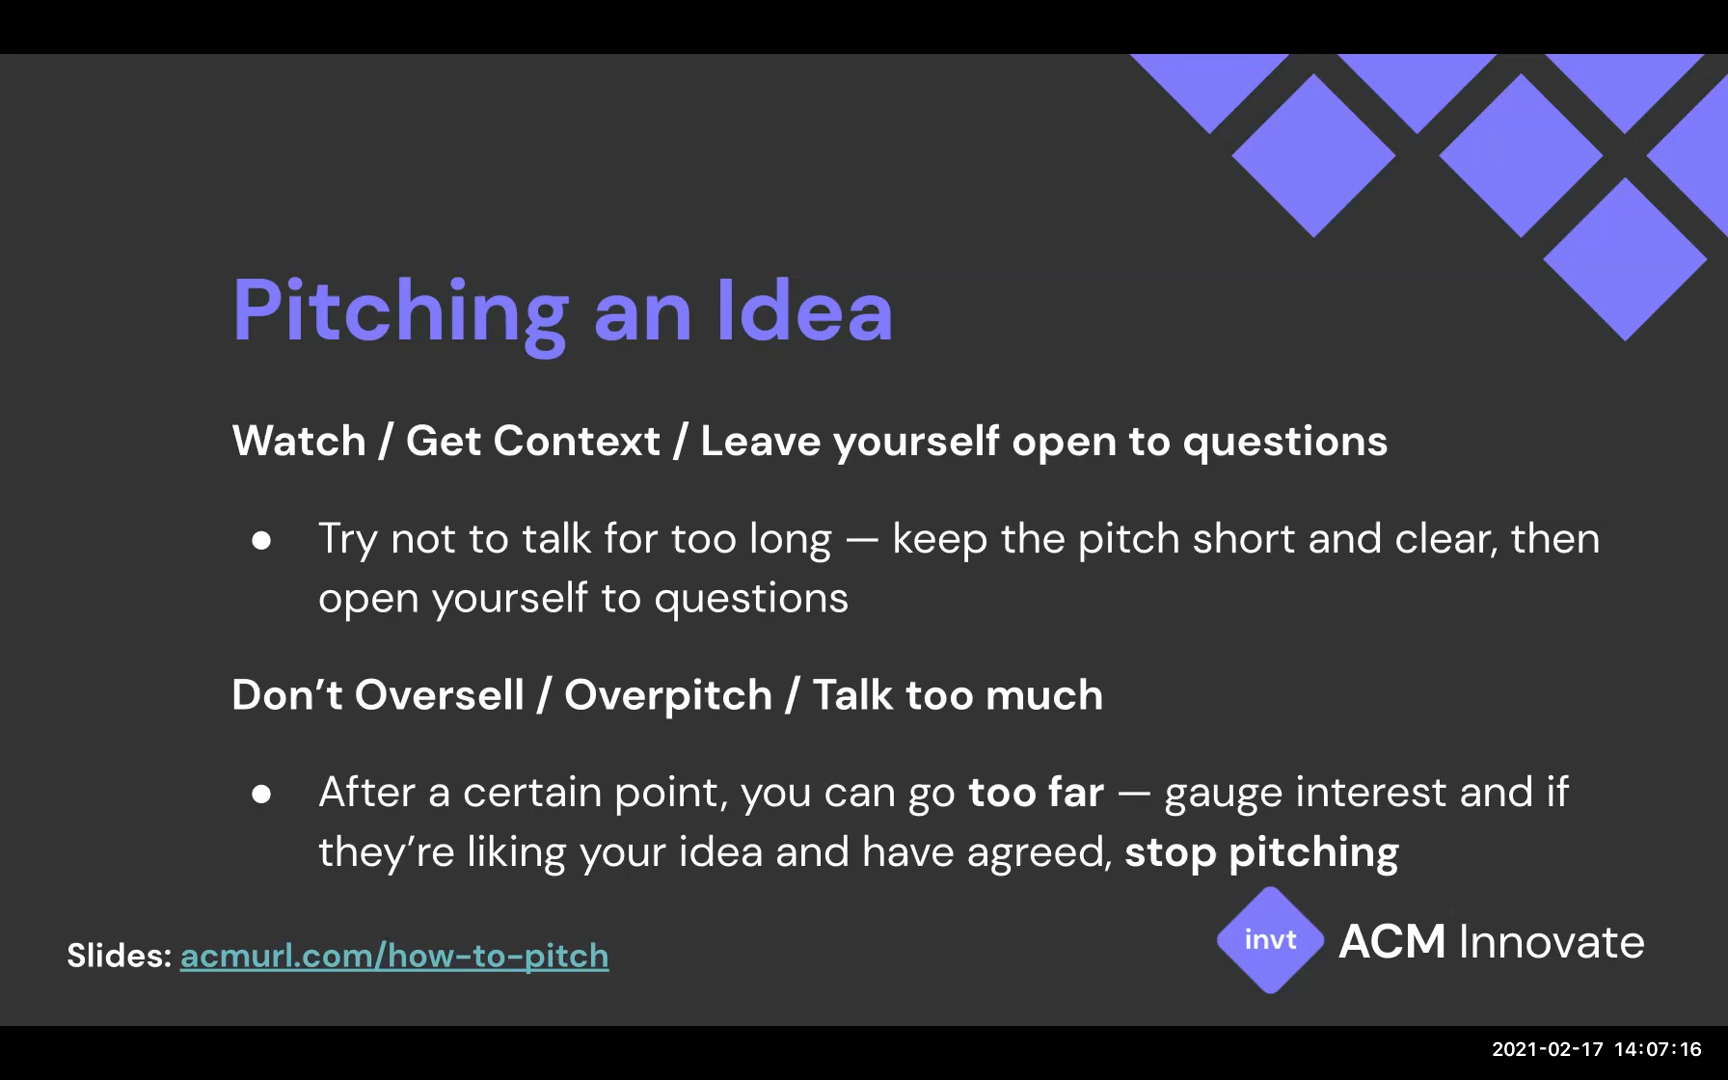 Pitching an Idea
Watch / Get Context / Leave yourself open to questions
● Try not to talk for too long — keep the pitch short and clear, then
open yourself to questions
Don’t Oversell / Overpitch / Talk too much
● After a certain point, you can go too far — gauge interest and if
they’re liking your idea and have agreed, stop pitching
Slides: acmurl.com/how-to-pitch
invt ACM Innovate
2021-02-17 14:07:16